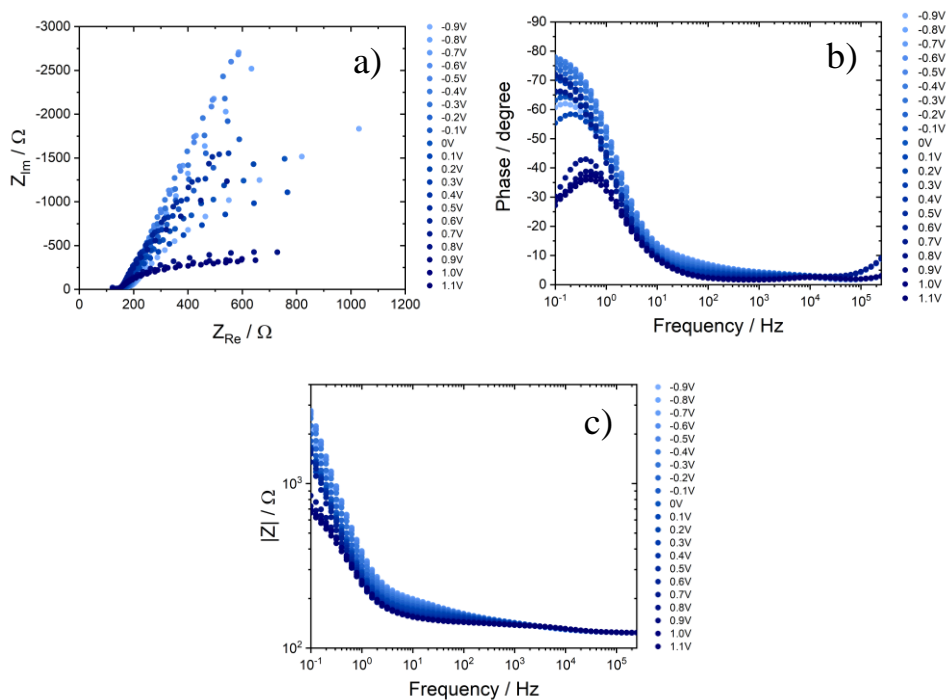 a)
-3000
-2500
-2000
-1500
-1000
-500
0
0 200 400 600 800 1000 1200
Z_Im / Ω
Z_Re / Ω
-0.9V
-0.8V
-0.7V
-0.6V
-0.5V
-0.4V
-0.3V
-0.2V
-0.1V
0V
0.1V
0.2V
0.3V
0.4V
0.5V
0.6V
0.7V
0.8V
0.9V
1.0V
1.1V
b)
-90
-80
-70
-60
-50
-40
-30
-20
-10
0
10⁻¹ 10⁰ 10¹ 10² 10³ 10⁴ 10⁵
Phase / degree
Frequency / Hz
-0.9V
-0.8V
-0.7V
-0.6V
-0.5V
-0.4V
-0.3V
-0.2V
-0.1V
0V
0.1V
0.2V
0.3V
0.4V
0.5V
0.6V
0.7V
0.8V
0.9V
1.0V
1.1V
c)
10³
10²
10⁻¹ 10⁰ 10¹ 10² 10³ 10⁴ 10⁵
|Z| / Ω
Frequency / Hz
-0.9V
-0.8V
-0.7V
-0.6V
-0.5V
-0.4V
-0.3V
-0.2V
-0.1V
0V
0.1V
0.2V
0.3V
0.4V
0.5V
0.6V
0.7V
0.8V
0.9V
1.0V
1.1V